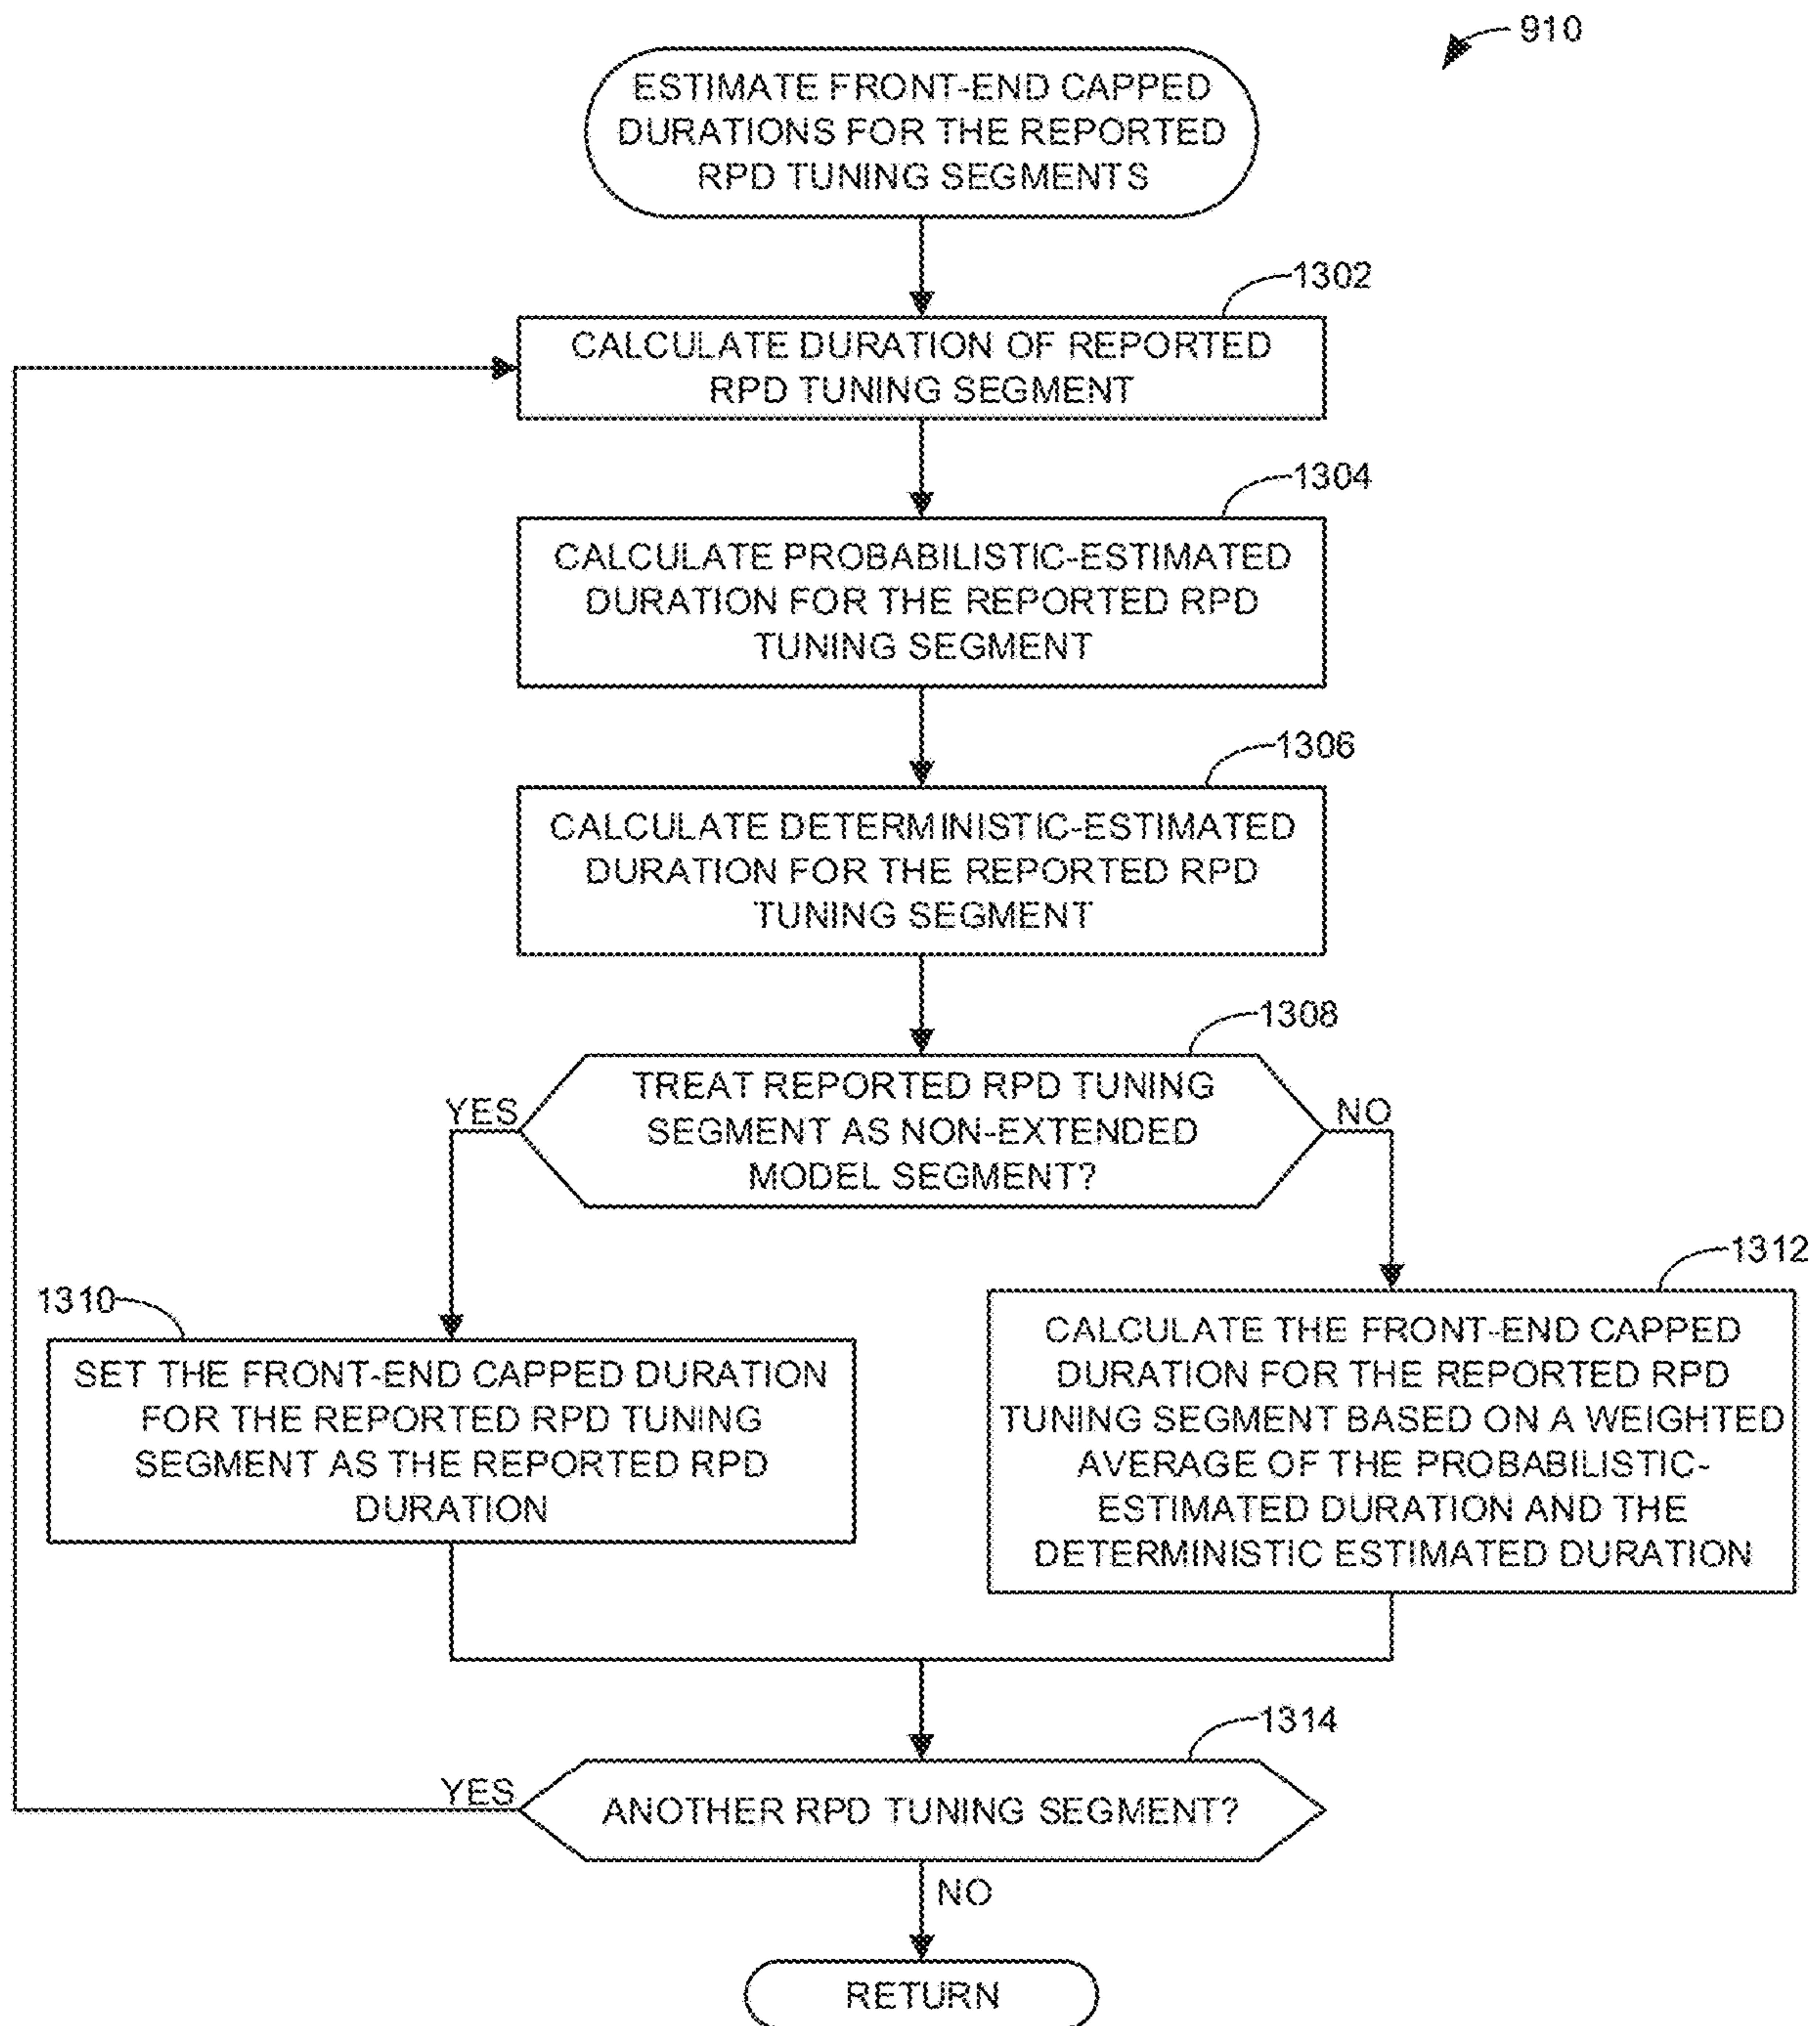 910
ESTIMATE FRONT-END CAPPED
DURATIONS FOR THE REPORTED
RPD TUNING SEGMENTS
1302
CALCULATE DURATION OF REPORTED
RPD TUNING SEGMENT
1304
CALCULATE PROBABILISTIC-ESTIMATED
DURATION FOR THE REPORTED RPD
TUNING SEGMENT
1306
CALCULATE DETERMINISTIC-ESTIMATED
DURATION FOR THE REPORTED RPD
TUNING SEGMENT
1308
TREAT REPORTED RPD TUNING
SEGMENT AS NON-EXTENDED
MODEL SEGMENT?
YES
NO
1310
SET THE FRONT-END CAPPED DURATION
FOR THE REPORTED RPD TUNING
SEGMENT AS THE REPORTED RPD
DURATION
1312
CALCULATE THE FRONT-END CAPPED
DURATION FOR THE REPORTED RPD
TUNING SEGMENT BASED ON A WEIGHTED
AVERAGE OF THE PROBABILISTIC-
ESTIMATED DURATION AND THE
DETERMINISTIC ESTIMATED DURATION
1314
ANOTHER RPD TUNING SEGMENT?
YES
NO
RETURN